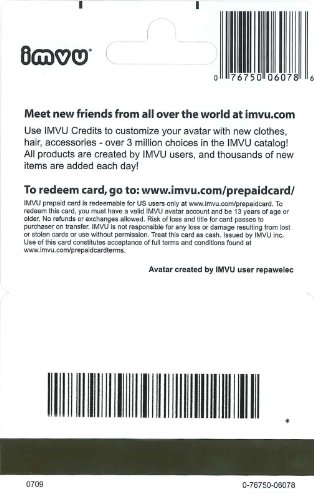 imvu
0 76750 06078 6
Meet new friends from all over the world at imvu.com
Use IMVU Credits to customize your avatar with new clothes,
hair, accessories - over 3 million choices in the IMVU catalog!
All products are created by IMVU users, and thousands of new
items are added each day!
To redeem card, go to: www.imvu.com/prepaidcard/
IMVU prepaid card is redeemable for US users only at www.imvu.com/prepaidcard. To
redeem this card, you must have a valid IMVU avatar account and be 13 years of age or
older. No refunds or exchanges allowed. Risk of loss and title for card passes to
purchaser on transfer. IMVU is not responsible for any loss or damage resulting from lost
or stolen cards or use without permission. Treat this card as cash. Issued by IMVU inc.
Use of this card constitutes acceptance of full terms and conditions found at
www.imvu.com/prepaidcardterms.
Avatar created by IMVU user repawelec
*
0709 0-76750-06078